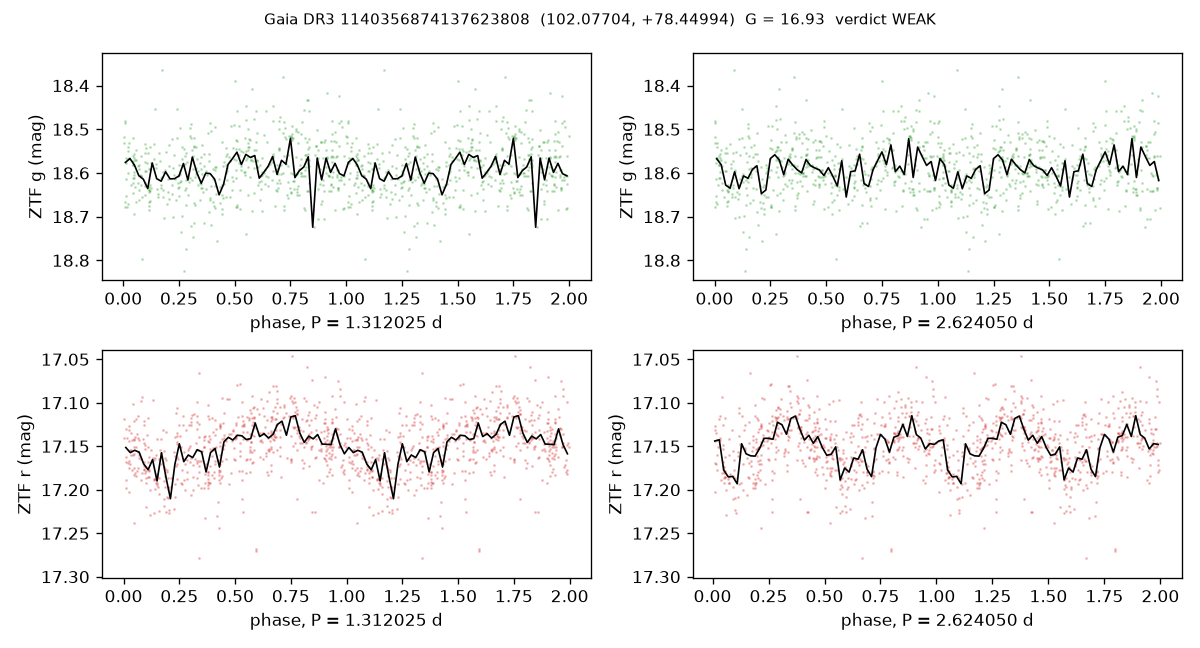 Gaia DR3 1140356874137623808 (102.07704, +78.44994) G = 16.93 verdict WEAK
ZTF g (mag)
18.4
18.5
18.6
18.7
18.8
0.00 0.25 0.50 0.75 1.00 1.25 1.50 1.75 2.00
phase, P = 1.312025 d
ZTF g (mag)
18.4
18.5
18.6
18.7
18.8
0.00 0.25 0.50 0.75 1.00 1.25 1.50 1.75 2.00
phase, P = 2.624050 d
ZTF r (mag)
17.05
17.10
17.15
17.20
17.25
17.30
0.00 0.25 0.50 0.75 1.00 1.25 1.50 1.75 2.00
phase, P = 1.312025 d
ZTF r (mag)
17.05
17.10
17.15
17.20
17.25
17.30
0.00 0.25 0.50 0.75 1.00 1.25 1.50 1.75 2.00
phase, P = 2.624050 d